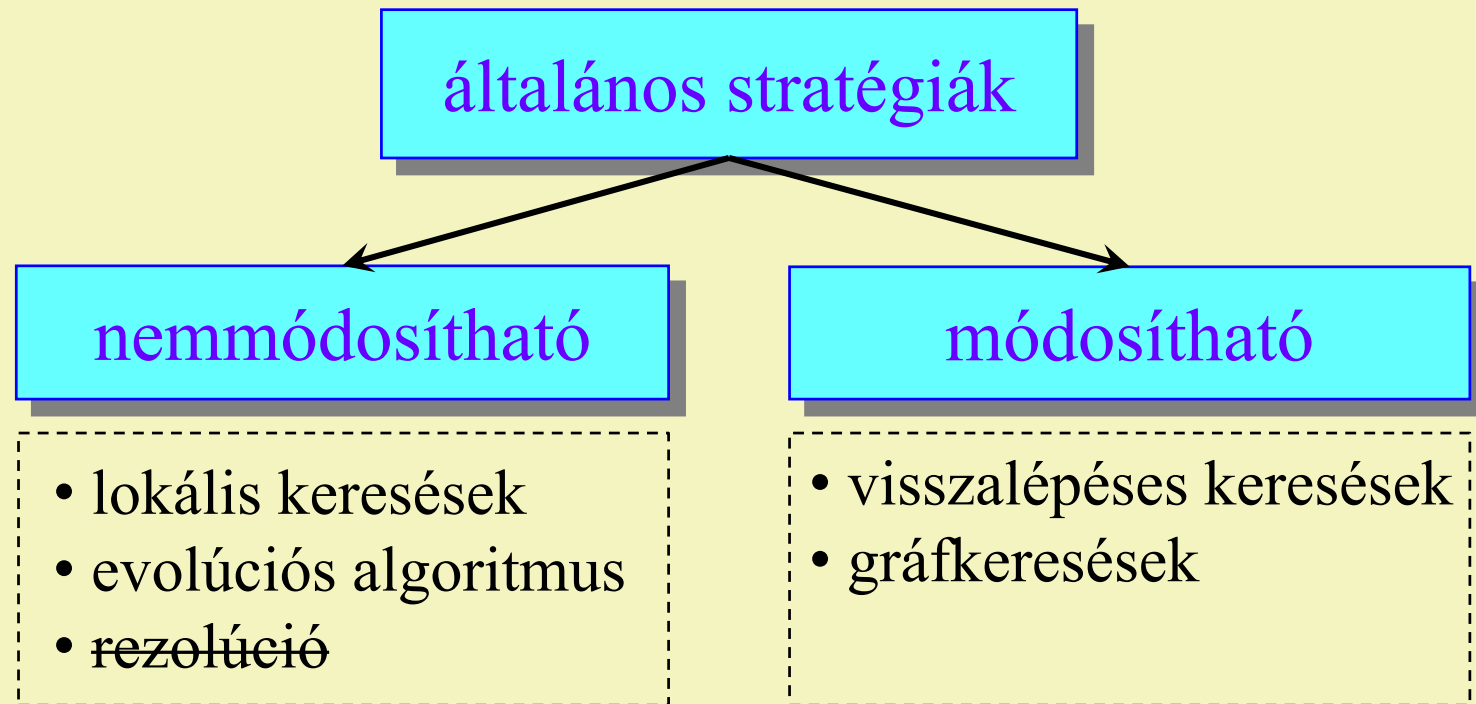 általános stratégiák
nemmódosítható
módosítható
• lokális keresések
• evolúciós algoritmus
• rezolúció
• visszalépéses keresések
• gráfkeresések